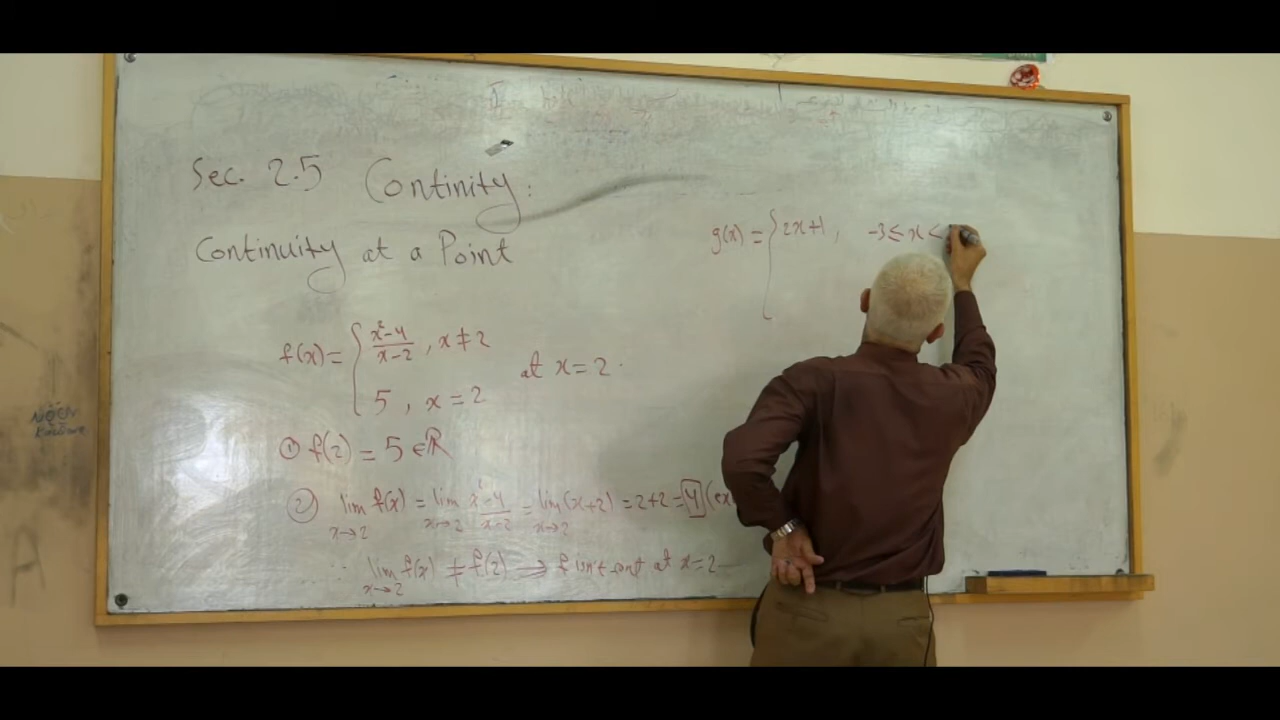 Sec. 2.5 Continity:
Continuity at a Point
f(x) = { x²-4 / x-2 , x ≠ 2
5 , x = 2
at x = 2.
① f(2) = 5 ∈ ℝ
② lim x→2 f(x) = lim x→2 x²-4 / x-2 = lim x→2 (x+2) = 2+2 = 4 (ex
∵ lim x→2 f(x) ≠ f(2) ⟹ f isn't cont at x = 2
g(x) = { 2x+1 , -3 ≤ x <